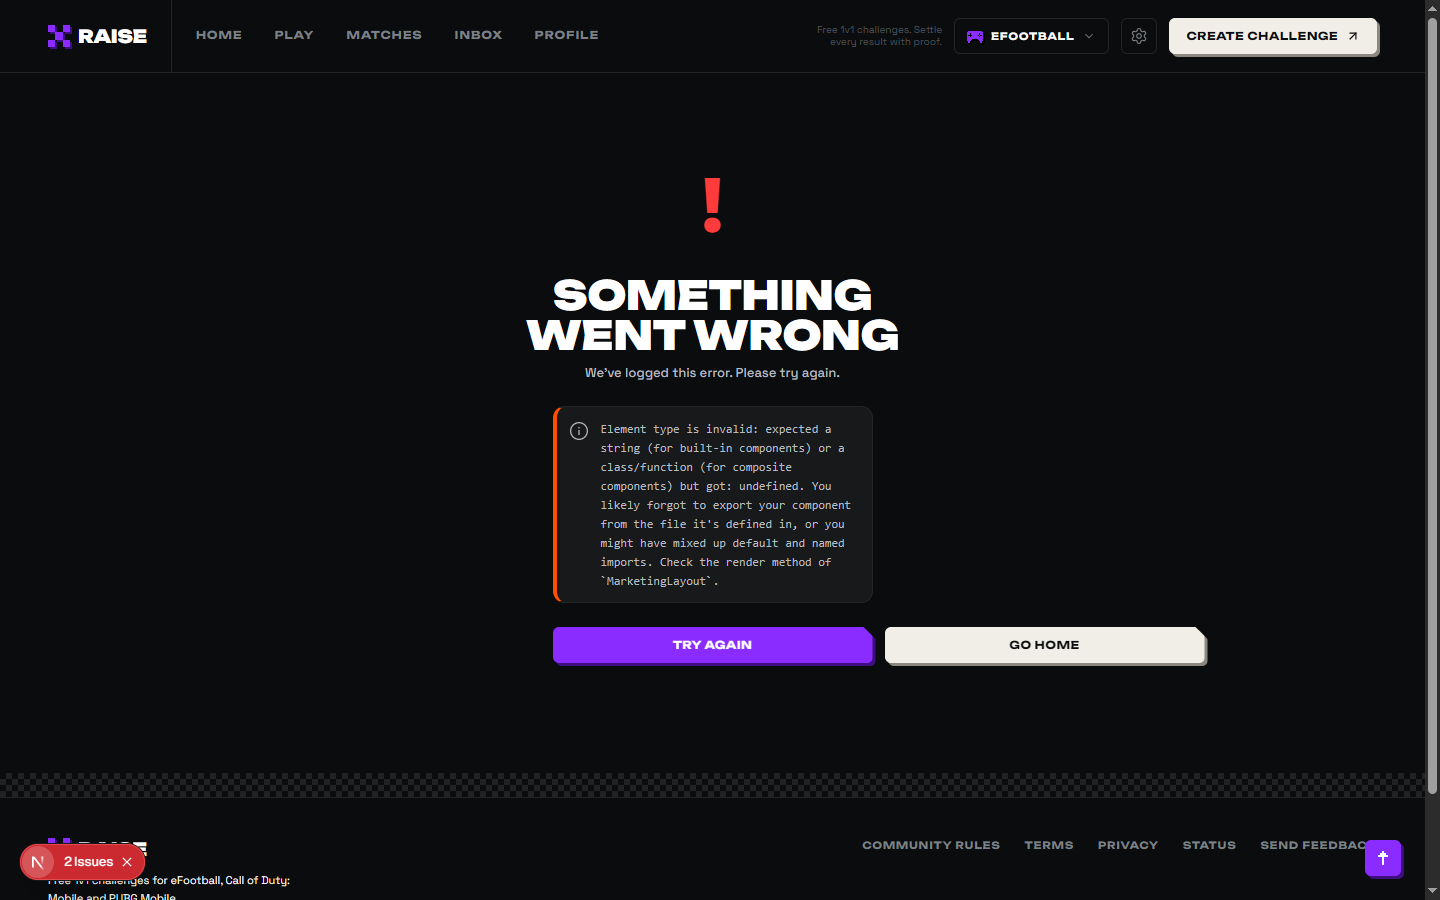 RAISE
HOME
PLAY
MATCHES
INBOX
PROFILE
Free 1v1 challenges. Settle
every result with proof.
EFOOTBALL
CREATE CHALLENGE
!
SOMETHING
WENT WRONG
We've logged this error. Please try again.
Element type is invalid: expected a
string (for built-in components) or a
class/function (for composite
components) but got: undefined. You
likely forgot to export your component
from the file it's defined in, or you
might have mixed up default and named
imports. Check the render method of
`MarketingLayout`.
TRY AGAIN
GO HOME
COMMUNITY RULES
TERMS
PRIVACY
STATUS
SEND FEEDBAC
N
2 Issues
Free 1v1 challenges for eFootball, Call of Duty:
Mobile and PUBG Mobile